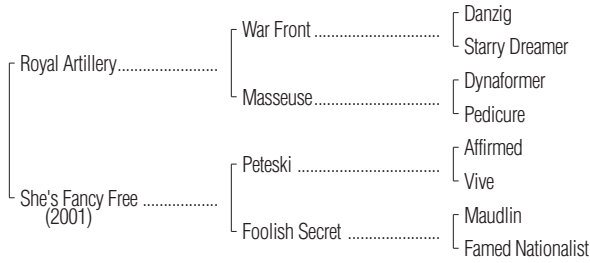 Danzig
War Front ....................................
Starry Dreamer
Royal Artillery.............................
Dynaformer
Masseuse....................................
Pedicure
Affirmed
Peteski ........................................
Vive
She's Fancy Free .....................
(2001)
Maudlin
Foolish Secret ..........................
Famed Nationalist